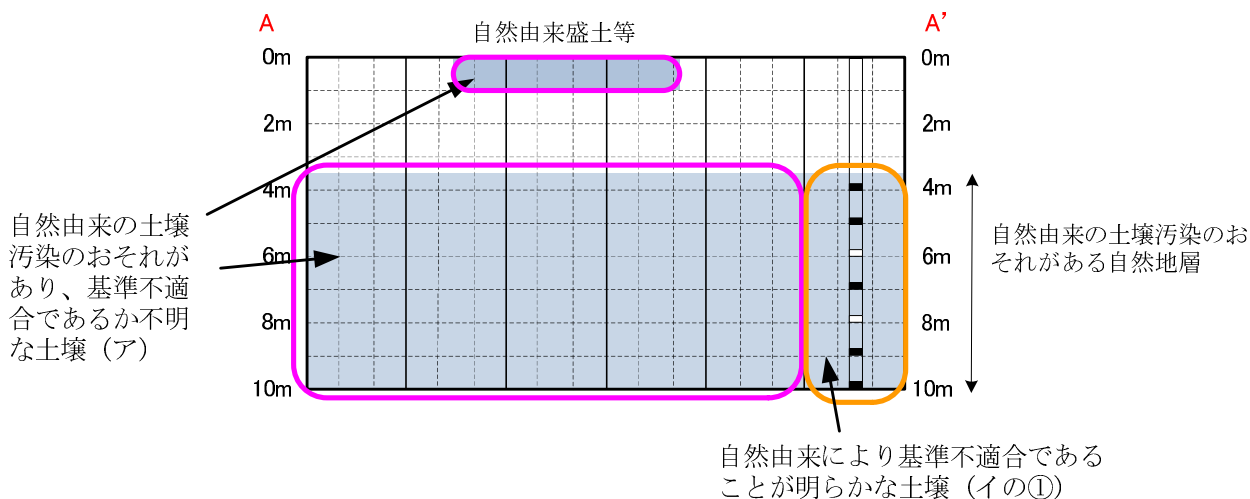 A
自然由来盛土等
A’
0m
0m
2m
2m
4m
4m
6m
6m
8m
8m
10m
10m
自然由来の土壌
汚染のおそれが
あり、基準不適
合であるか不明
な土壌（ア）
自然由来の土壌汚染のお
それがある自然地層
自然由来により基準不適合である
ことが明らかな土壌（イの①）